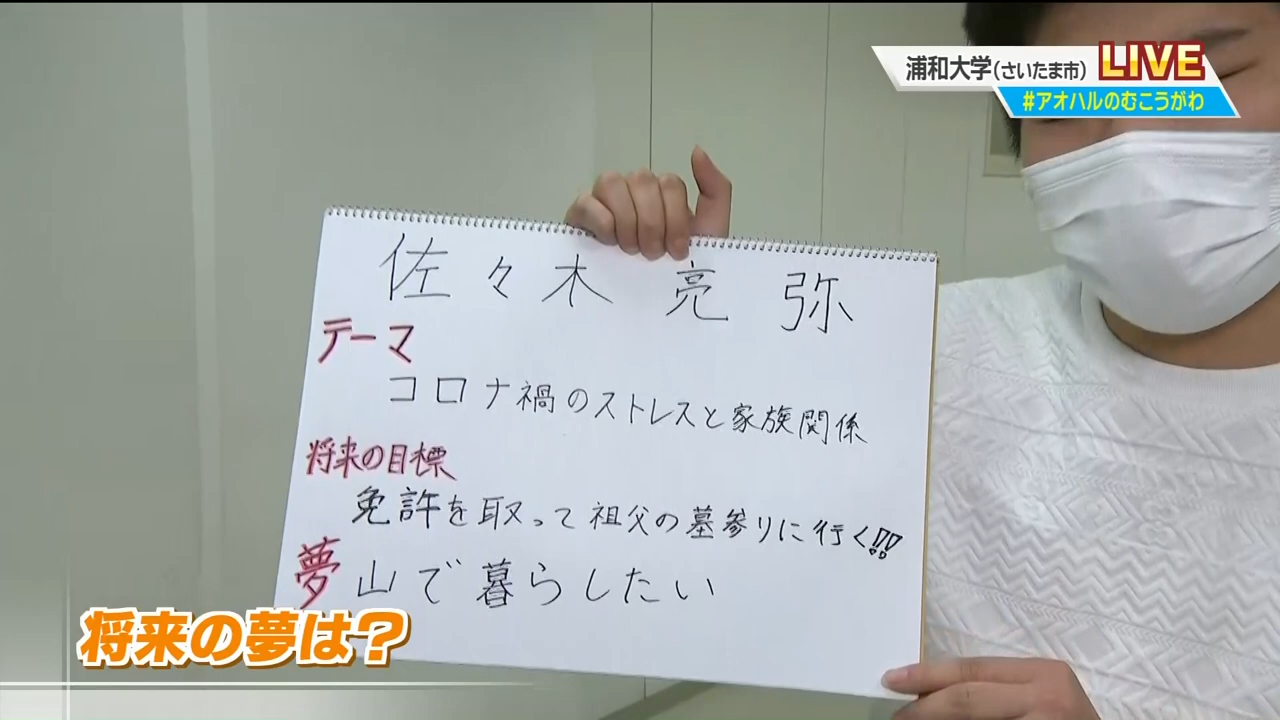 浦和大学(さいたま市) LIVE
#アオハルのむこうがわ
佐々木 亮弥
テーマ
コロナ禍のストレスと家族関係
将来の目標
免許を取って祖父の墓参りに行く!!
夢 山で暮らしたい
将来の夢は?